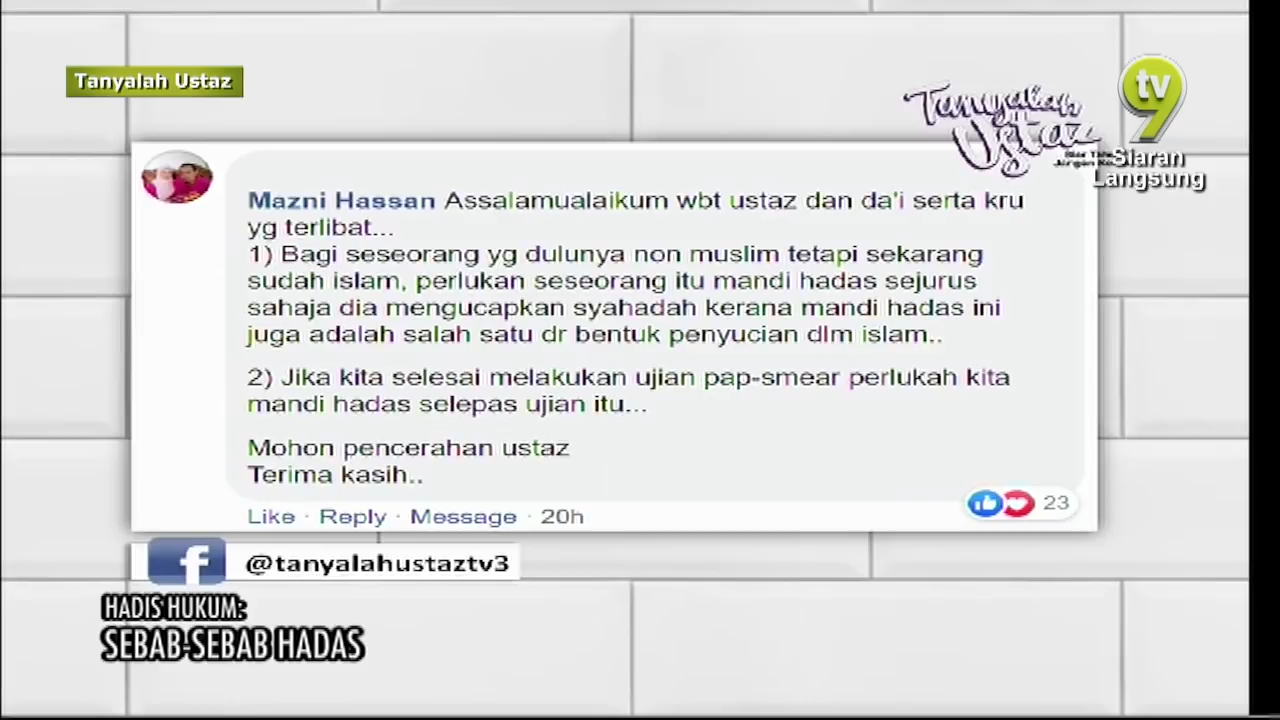 Tanyalah Ustaz
tv
9
Tanyalah
Ustaz
Siaran
Langsung
Mazni Hassan Assalamualaikum wbt ustaz dan da'i serta kru
yg terlibat...
1) Bagi seseorang yg dulunya non muslim tetapi sekarang
sudah islam, perlukan seseorang itu mandi hadas sejurus
sahaja dia mengucapkan syahadah kerana mandi hadas ini
juga adalah salah satu dr bentuk penyucian dlm islam..
2) Jika kita selesai melakukan ujian pap-smear perlukah kita
mandi hadas selepas ujian itu...
Mohon pencerahan ustaz
Terima kasih..
Like · Reply · Message · 20h
23
f @tanyalahustaztv3
HADIS HUKUM:
SEBAB-SEBAB HADAS